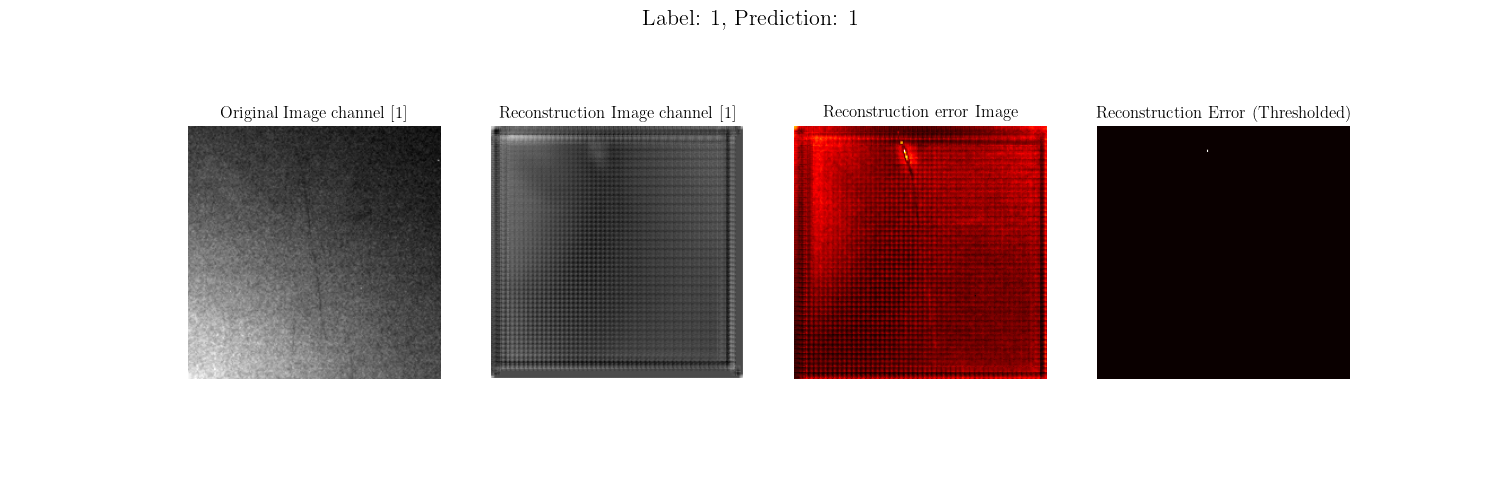 Label: 1, Prediction: 1
Original Image channel [1]
Reconstruction Image channel [1]
Reconstruction error Image
Reconstruction Error (Thresholded)